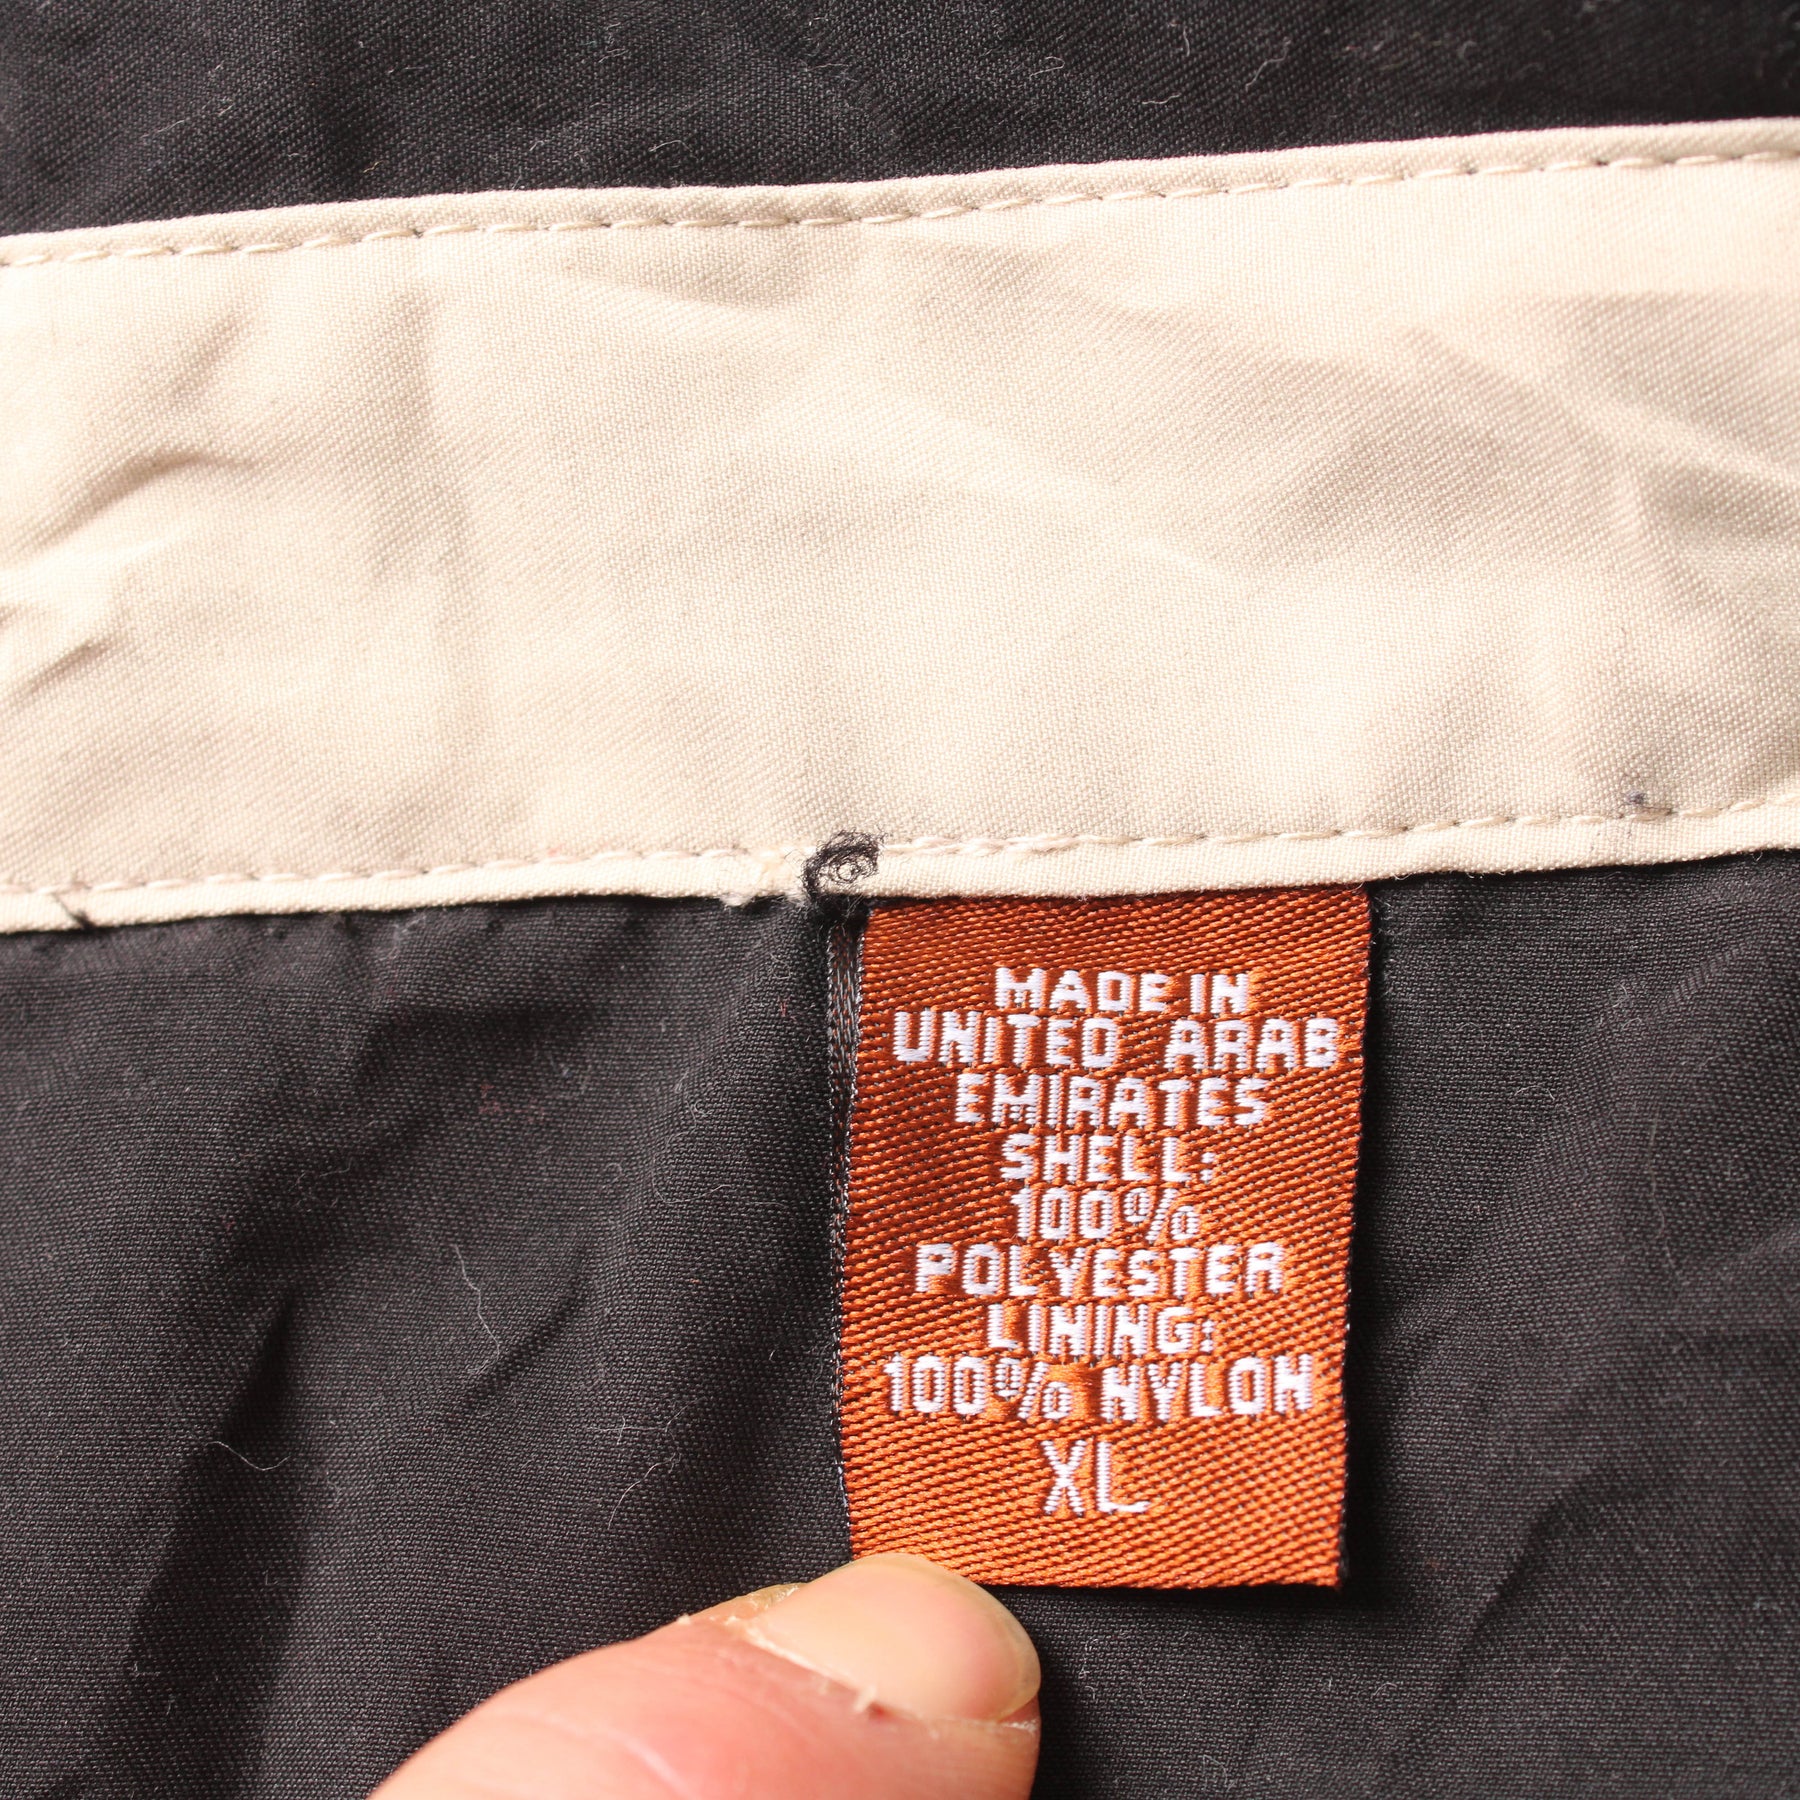 MADE IN
UNITED ARAB
EMIRATES
SHELL:
100%
POLYESTER
LINING:
100% NYLON
XL